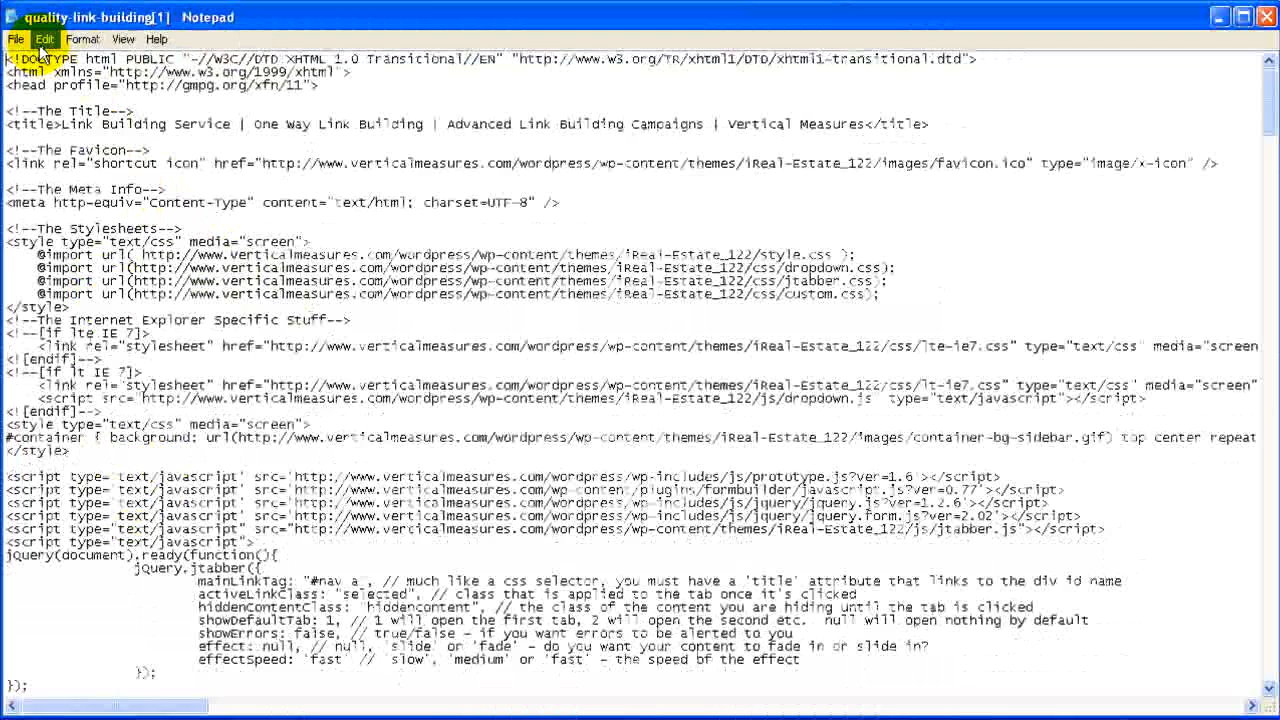 quality-link-building[1] Notepad
File Edit Format View Help
<!DOCTYPE html PUBLIC "-//W3C//DTD XHTML 1.0 Transitional//EN" "http://www.w3.org/TR/xhtml1/DTD/xhtml1-transitional.dtd">
<html xmlns="http://www.w3.org/1999/xhtml">
<head profile="http://gmpg.org/xfn/11">
<!--The Title-->
<title>Link Building Service | One Way Link Building | Advanced Link Building Campaigns | Vertical Measures</title>
<!--The Favicon-->
<link rel="shortcut icon" href="http://www.verticalmeasures.com/wordpress/wp-content/themes/iReal-Estate_122/images/favicon.ico" type="image/x-icon" />
<!--The Meta Info-->
<meta http-equiv="Content-Type" content="text/html; charset=UTF-8" />
<!--The Stylesheets-->
<style type="text/css" media="screen">
@import url( http://www.verticalmeasures.com/wordpress/wp-content/themes/iReal-Estate_122/style.css );
@import url(http://www.verticalmeasures.com/wordpress/wp-content/themes/iReal-Estate_122/css/dropdown.css);
@import url(http://www.verticalmeasures.com/wordpress/wp-content/themes/iReal-Estate_122/css/jtabber.css);
@import url(http://www.verticalmeasures.com/wordpress/wp-content/themes/iReal-Estate_122/css/custom.css);
</style>
<!--The Internet Explorer Specific Stuff-->
<!--[if lte IE 7]>
<link rel="stylesheet" href="http://www.verticalmeasures.com/wordpress/wp-content/themes/iReal-Estate_122/css/lte-ie7.css" type="text/css" media="screen
<![endif]-->
<!--[if lt IE 7]>
<link rel="stylesheet" href="http://www.verticalmeasures.com/wordpress/wp-content/themes/iReal-Estate_122/css/lt-ie7.css" type="text/css" media="screen"
<script src="http://www.verticalmeasures.com/wordpress/wp-content/themes/iReal-Estate_122/js/dropdown.js" type="text/javascript"></script>
<![endif]-->
<style type="text/css" media="screen">
#container { background: url(http://www.verticalmeasures.com/wordpress/wp-content/themes/iReal-Estate_122/images/container-bg-sidebar.gif) top center repeat
</style>
<script type='text/javascript' src='http://www.verticalmeasures.com/wordpress/wp-includes/js/prototype.js?ver=1.6'></script>
<script type='text/javascript' src='http://www.verticalmeasures.com/wordpress/wp-content/plugins/formbuilder/javascript.js?ver=0.77'></script>
<script type='text/javascript' src='http://www.verticalmeasures.com/wordpress/wp-includes/js/jquery/jquery.js?ver=1.2.6'></script>
<script type='text/javascript' src='http://www.verticalmeasures.com/wordpress/wp-includes/js/jquery/jquery.form.js?ver=2.02'></script>
<script type="text/javascript" src="http://www.verticalmeasures.com/wordpress/wp-content/themes/iReal-Estate_122/js/jtabber.js"></script>
<script type="text/javascript">
jQuery(document).ready(function(){
jQuery.jtabber({
mainLinkTag: "#nav a", // much like a css selector, you must have a 'title' attribute that links to the div id name
activeLinkClass: "selected", // class that is applied to the tab once it's clicked
hiddenContentClass: "hiddencontent", // the class of the content you are hiding until the tab is clicked
showDefaultTab: 1, // 1 will open the first tab, 2 will open the second etc. null will open nothing by default
showErrors: false, // true/false - if you want errors to be alerted to you
effect: null, // null, 'slide' or 'fade' - do you want your content to fade in or slide in?
effectSpeed: 'fast' // 'slow', 'medium' or 'fast' - the speed of the effect
});
});